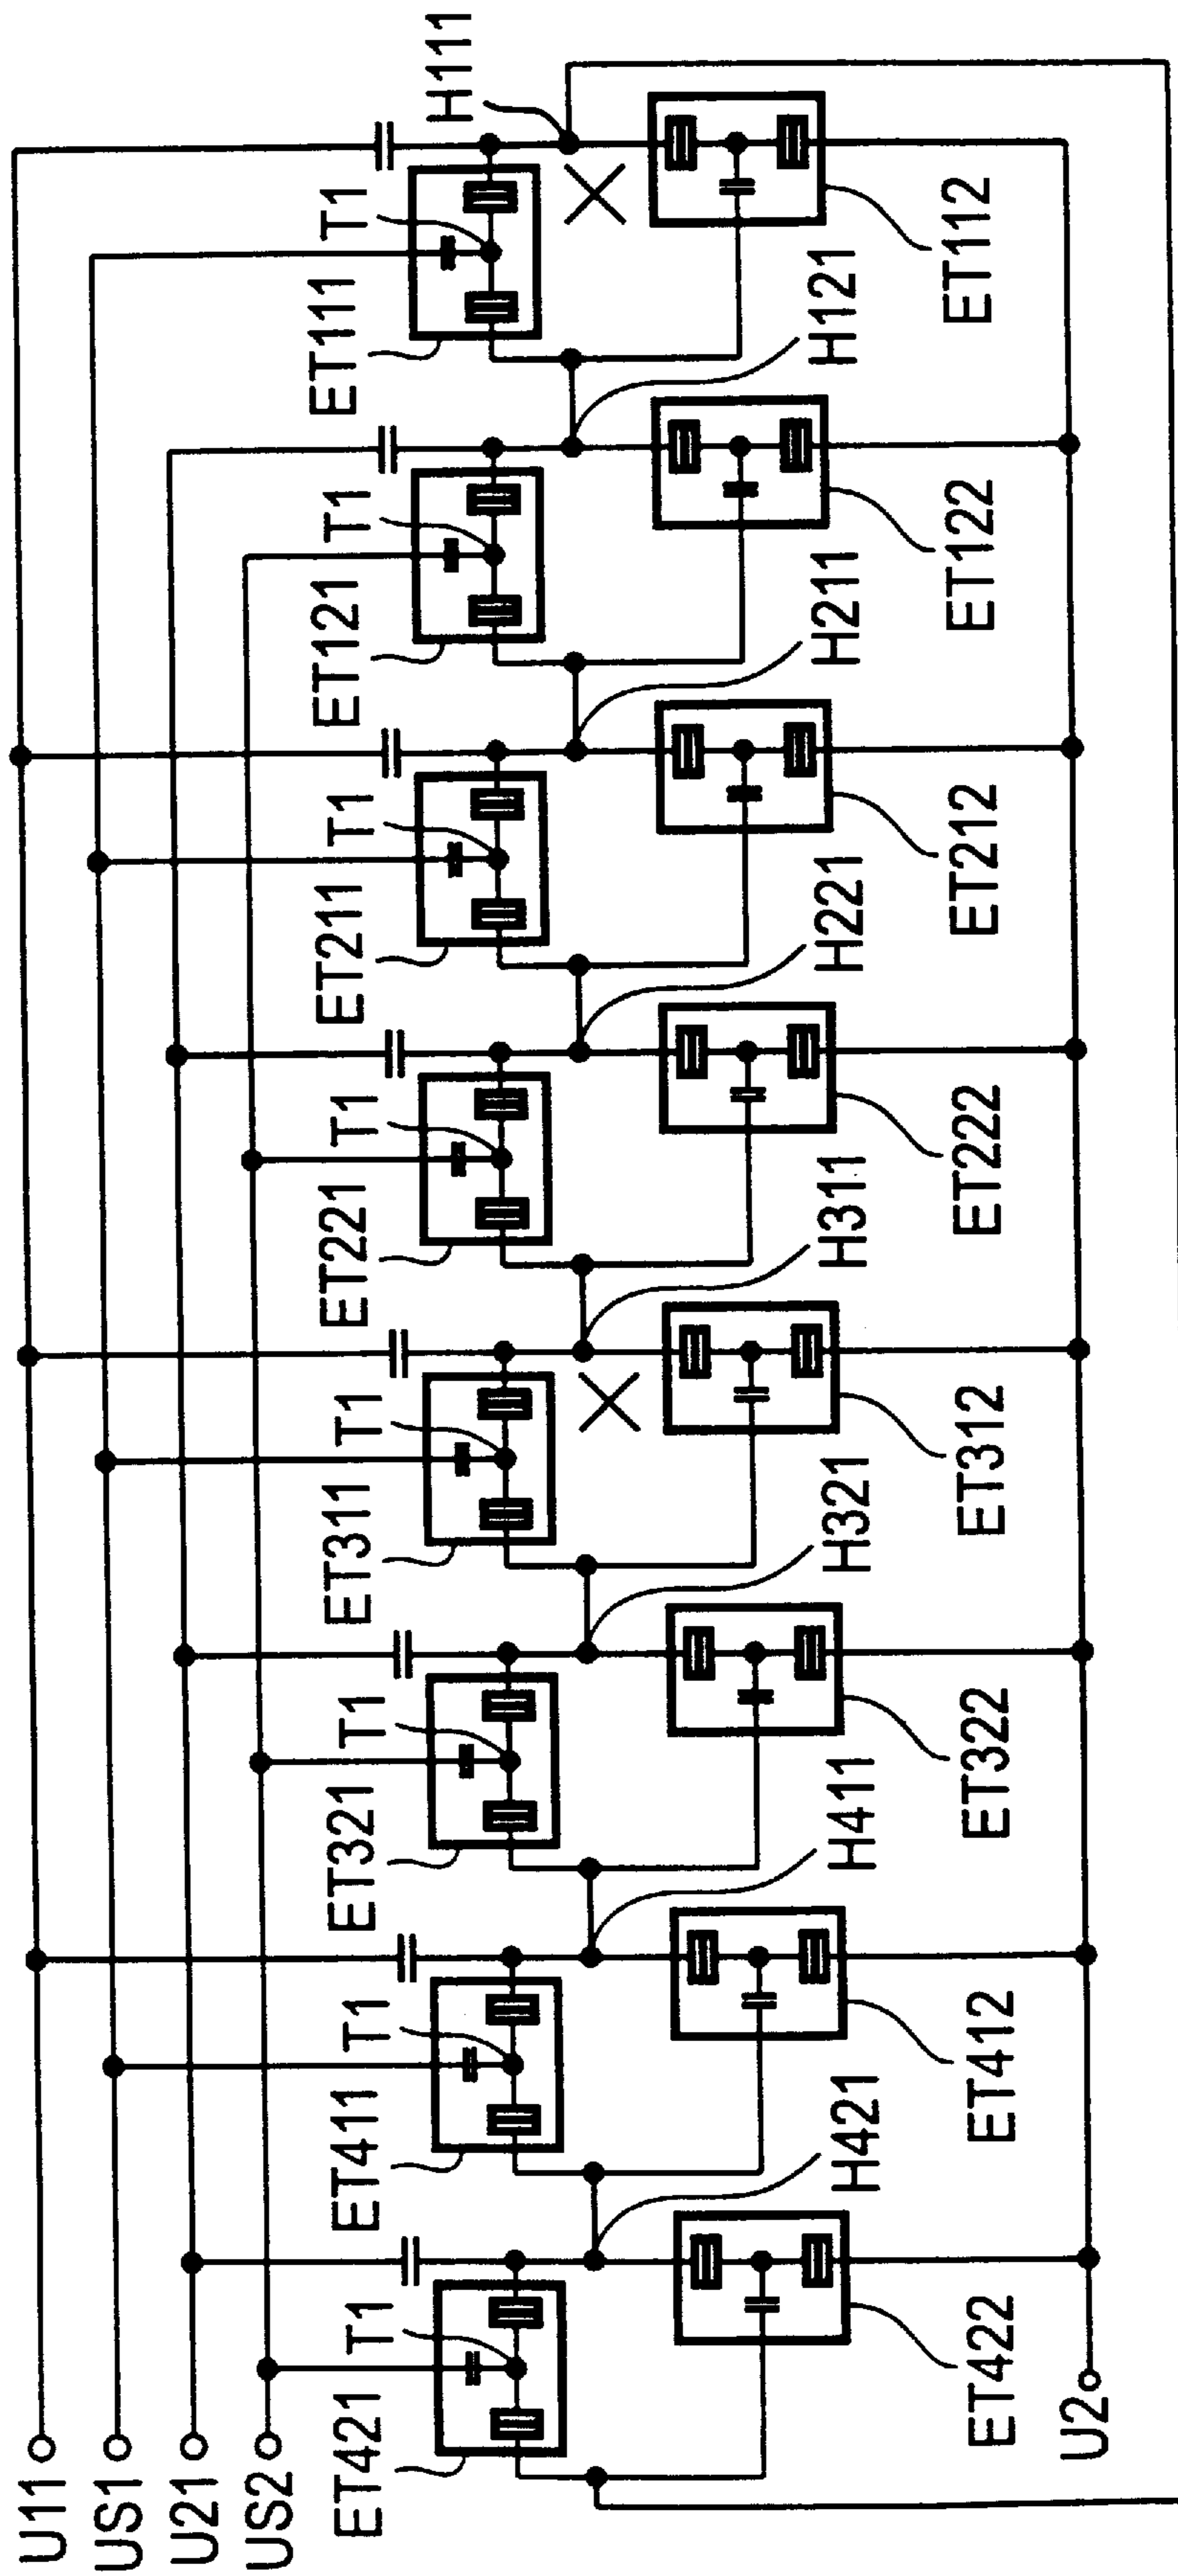 U11
US1
U21
US2
ET421
T1
ET411
T1
ET321
T1
ET311
T1
ET221
T1
ET211
T1
ET121
T1
ET111
T1
H111
H421
H411
H321
H311
H221
H211
H121
ET422
ET412
ET322
ET312
ET222
ET212
ET122
ET112
U2